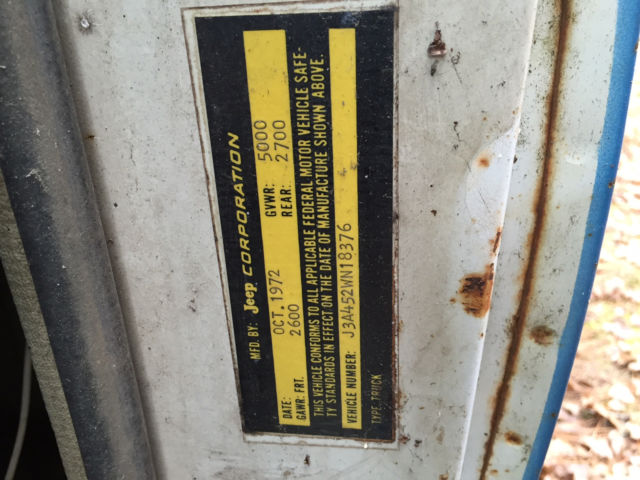 MFD. BY: Jeep CORPORATION
DATE: OCT. 1972 GVWR: 5000
GAWR: FRT. 2600 REAR: 2700
THIS VEHICLE CONFORMS TO ALL APPLICABLE FEDERAL MOTOR VEHICLE SAFE-
TY STANDARDS IN EFFECT ON THE DATE OF MANUFACTURE SHOWN ABOVE.
VEHICLE NUMBER: J3A452WN18376
TYPE: TRUCK